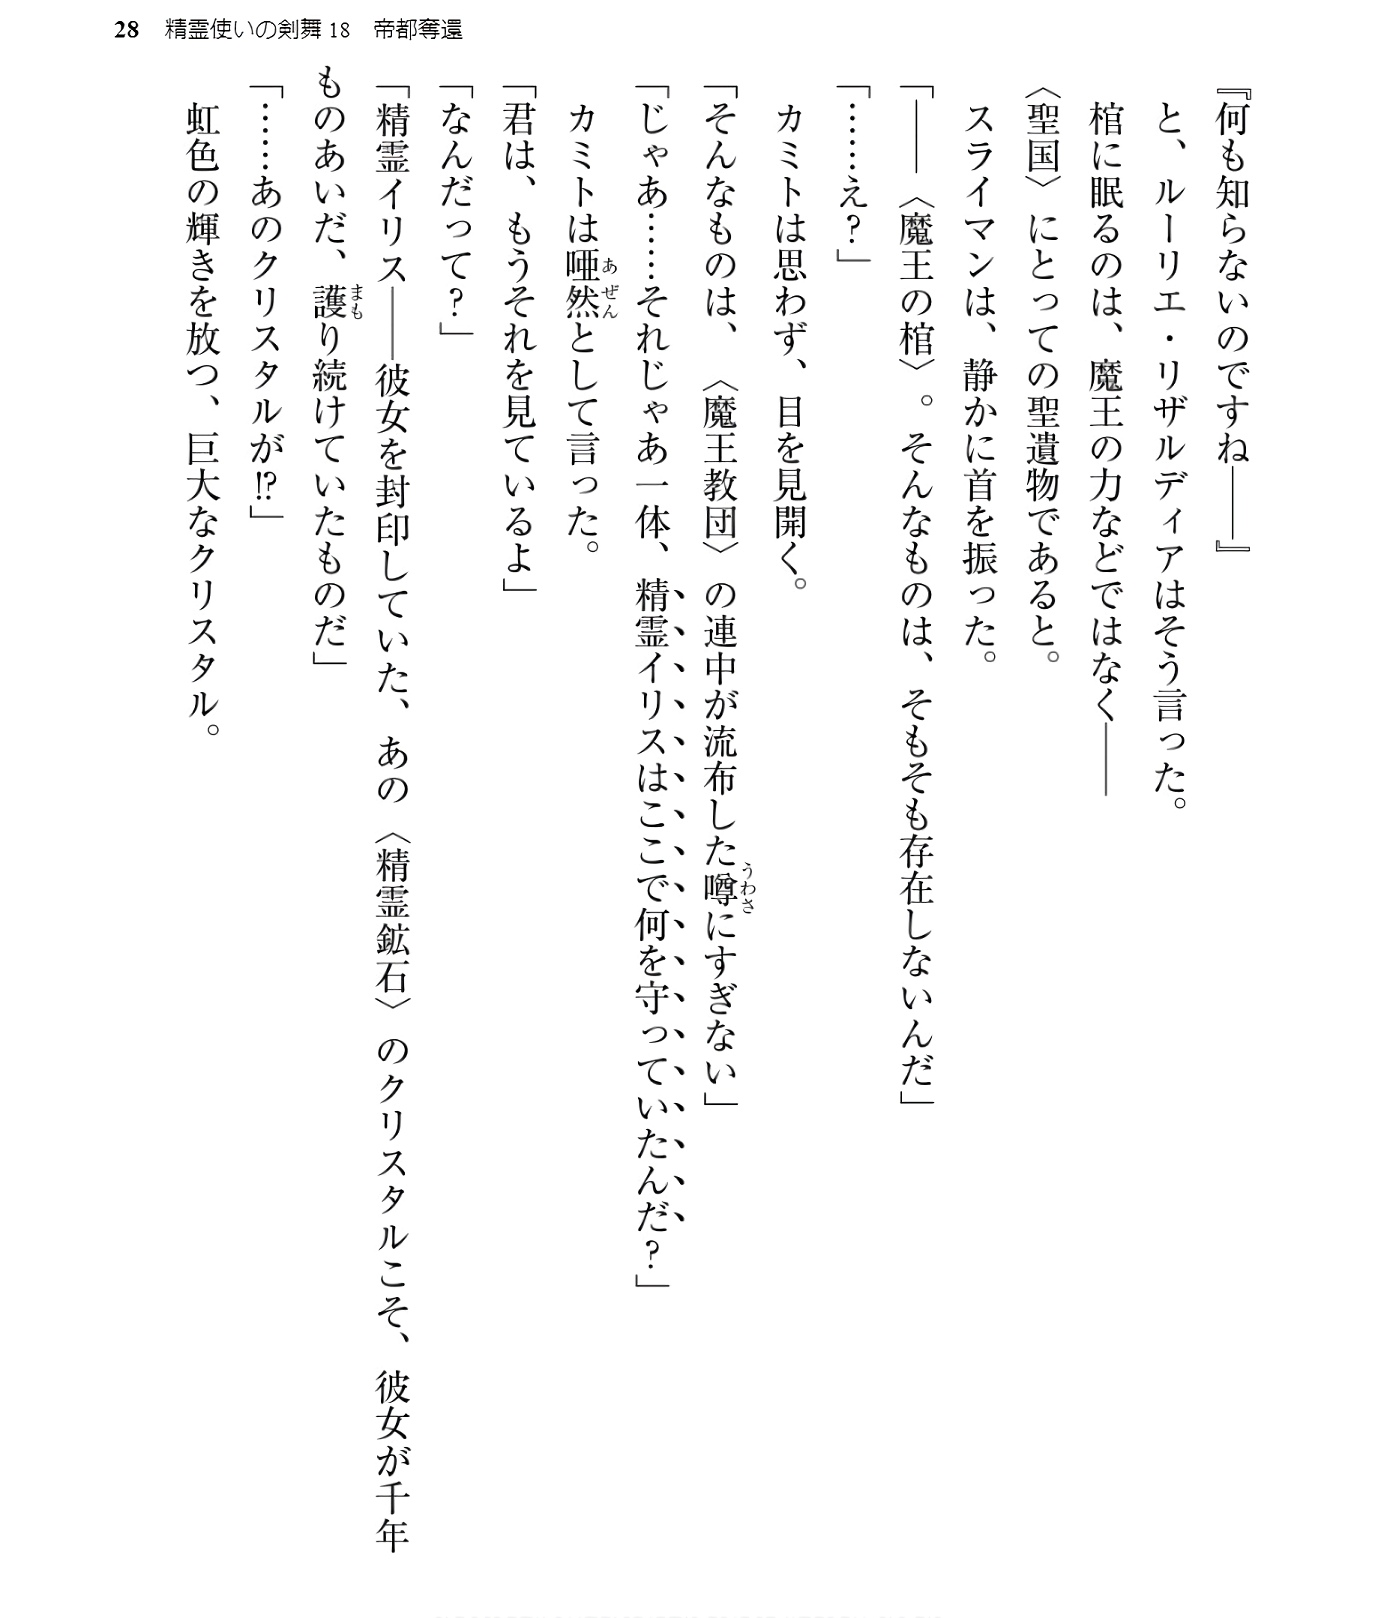 28 精霊使いの剣舞18 帝都奪還
『何も知らないのですね――』
　と、ルーリエ・リザルディアはそう言った。
　棺に眠るのは、魔王の力などではなく――
〈聖国〉にとっての聖遺物であると。
　スライマンは、静かに首を振った。
「――〈魔王の棺〉。そんなものは、そもそも存在しないんだ」
「……え？」
　カミトは思わず、目を見開く。
「そんなものは、〈魔王教団〉の連中が流布した噂にすぎない」
「じゃあ……それじゃあ一体、精霊イリスはここで何を守っていたんだ？」
　カミトは唖然として言った。
「君は、もうそれを見ているよ」
「なんだって？」
「精霊イリス――彼女を封印していた、あの〈精霊鉱石〉のクリスタルこそ、彼女が千年
ものあいだ、護り続けていたものだ」
「……あのクリスタルが!?」
　虹色の輝きを放つ、巨大なクリスタル。